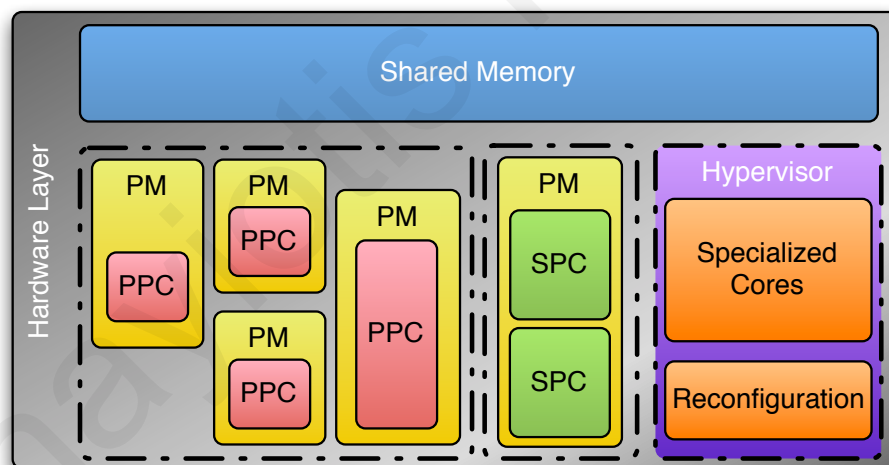 Shared Memory
Hardware Layer
PM
PPC
PM
PPC
PM
PPC
PM
PPC
PM
SPC
SPC
Hypervisor
Specialized
Cores
Reconfiguration